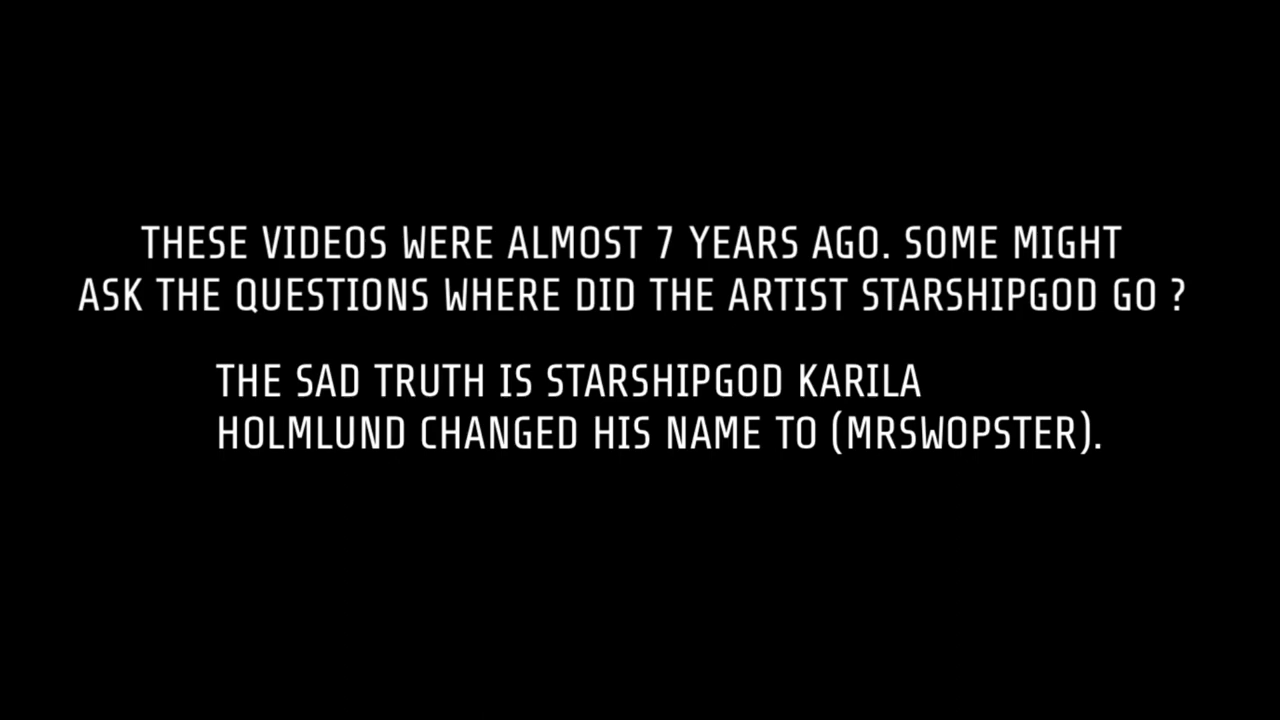 THESE VIDEOS WERE ALMOST 7 YEARS AGO. SOME MIGHT
ASK THE QUESTIONS WHERE DID THE ARTIST STARSHIPGOD GO ?
THE SAD TRUTH IS STARSHIPGOD KARILA
HOLMLUND CHANGED HIS NAME TO (MRSWOPSTER).